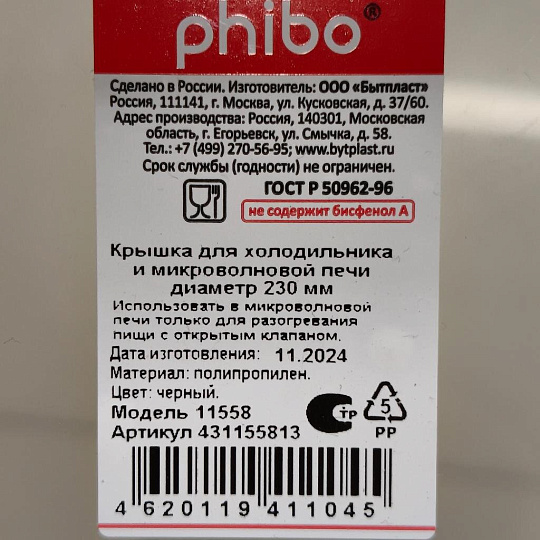 phibo®
Сделано в России. Изготовитель: ООО «Бытпласт»
Россия, 111141, г. Москва, ул. Кусковская, д. 37/60.
Адрес производства: Россия, 140301, Московская
область, г. Егорьевск, ул. Смычка, д. 58.
Тел.: +7 (499) 270-56-95; www.bytplast.ru
Срок службы (годности) не ограничен.
ГОСТ Р 50962-96
не содержит бисфенол А
Крышка для холодильника
и микроволновой печи
диаметр 230 мм
Использовать в микроволновой
печи только для разогревания
пищи с открытым клапаном.
Дата изготовления: 11.2024
Материал: полипропилен.
Цвет: черный.
Модель 11558
Артикул 431155813
СТР
5
PP
4 620119 411045